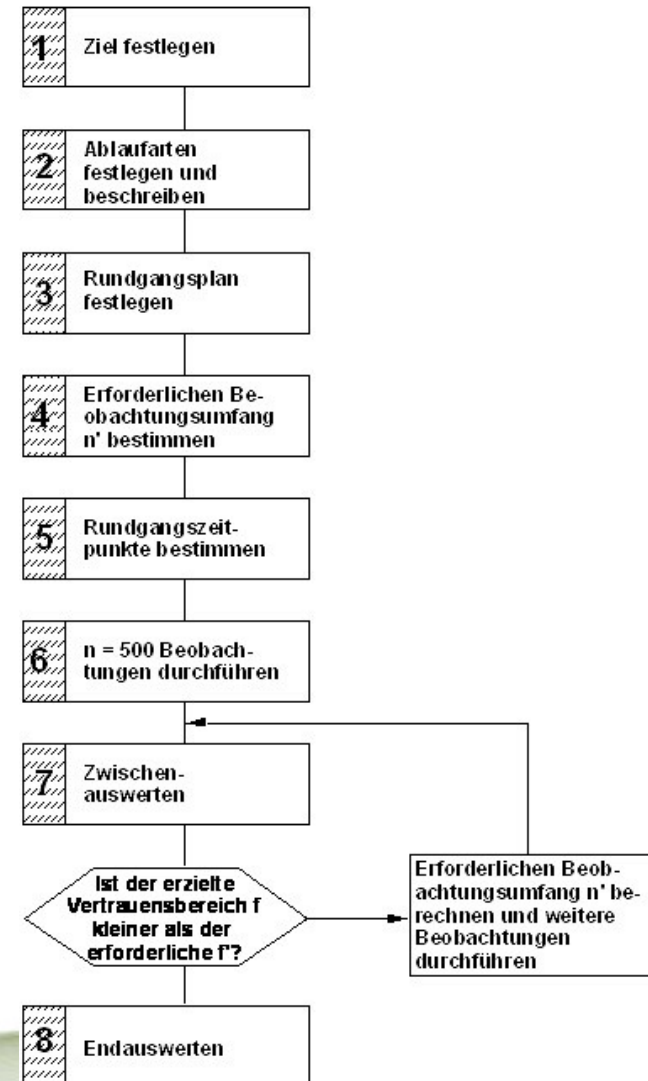 1
Ziel festlegen
2
Ablaufarten
festlegen und
beschreiben
3
Rundgangsplan
festlegen
4
Erforderlichen Be-
obachtungsumfang
n' bestimmen
5
Rundgangszeit-
punkte bestimmen
6
n = 500 Beobach-
tungen durchführen
7
Zwischen-
auswerten
Ist der erzielte
Vertrauensbereich f
kleiner als der
erforderliche f'?
Erforderlichen Beob-
achtungsumfang n' be-
rechnen und weitere
Beobachtungen
durchführen
8
Endauswerten